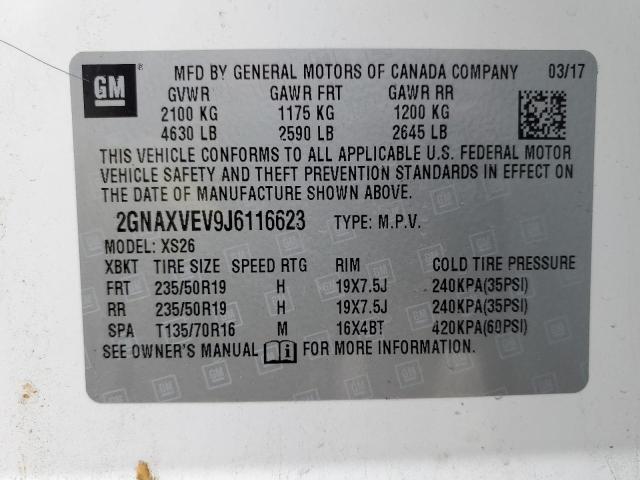 GM ® MFD BY GENERAL MOTORS OF CANADA COMPANY 03/17
GVWR GAWR FRT GAWR RR
2100 KG 1175 KG 1200 KG
4630 LB 2590 LB 2645 LB
THIS VEHICLE CONFORMS TO ALL APPLICABLE U.S. FEDERAL MOTOR
VEHICLE SAFETY AND THEFT PREVENTION STANDARDS IN EFFECT ON
THE DATE OF MANUFACTURE SHOWN ABOVE.
2GNAXVEV9J6116623 TYPE: M.P.V.
MODEL: XS26
XBKT TIRE SIZE SPEED RTG RIM COLD TIRE PRESSURE
FRT 235/50R19 H 19X7.5J 240KPA(35PSI)
RR 235/50R19 H 19X7.5J 240KPA(35PSI)
SPA T135/70R16 M 16X4BT 420KPA(60PSI)
SEE OWNER'S MANUAL i FOR MORE INFORMATION.